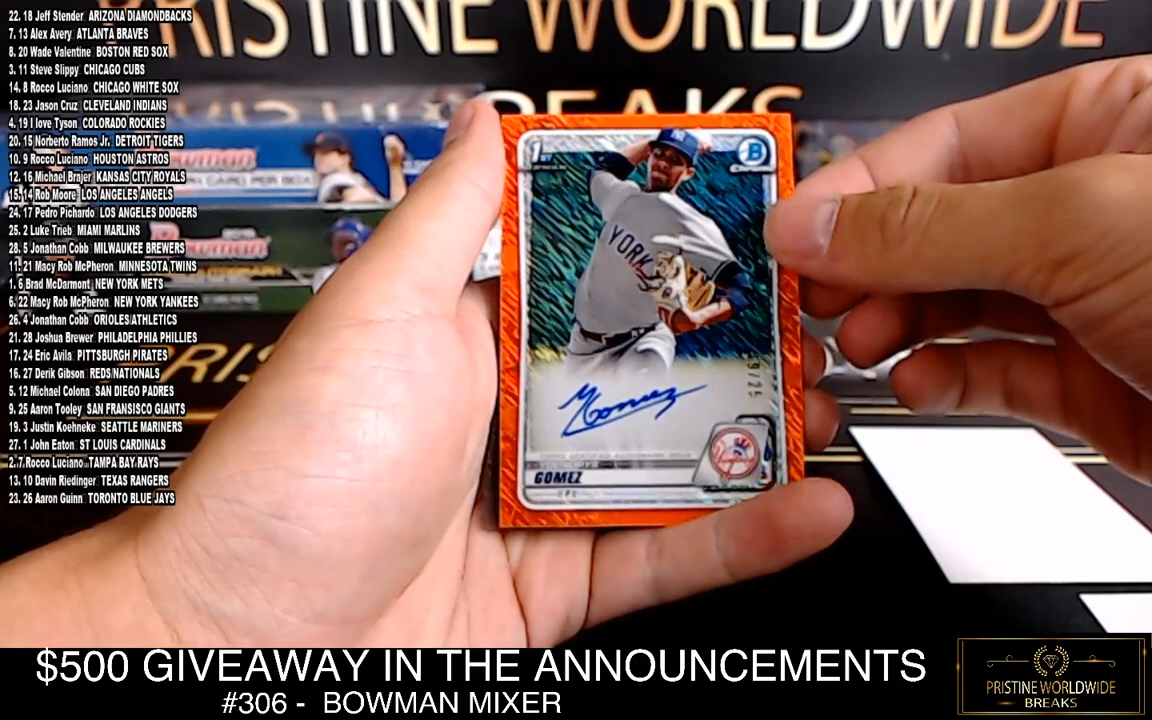 PRISTINE WORLDWIDE
BREAKS
22. 18 Jeff Stender ARIZONA DIAMONDBACKS
7. 13 Alex Avery ATLANTA BRAVES
8. 20 Wade Valentine BOSTON RED SOX
3. 11 Steve Slippy CHICAGO CUBS
14. 8 Rocco Luciano CHICAGO WHITE SOX
18. 23 Jason Cruz CLEVELAND INDIANS
4. 19 I love Tyson COLORADO ROCKIES
20. 15 Norberto Ramos Jr. DETROIT TIGERS
10. 9 Rocco Luciano HOUSTON ASTROS
12. 16 Michael Brajer KANSAS CITY ROYALS
15. 14 Rob Moore LOS ANGELES ANGELS
24. 17 Pedro Pichardo LOS ANGELES DODGERS
25. 2 Luke Trieb MIAMI MARLINS
28. 5 Jonathan Cobb MILWAUKEE BREWERS
11. 21 Macy Rob McPheron MINNESOTA TWINS
1. 6 Brad McDarmont NEW YORK METS
6. 22 Macy Rob McPheron NEW YORK YANKEES
26. 4 Jonathan Cobb ORIOLES/ATHLETICS
21. 28 Joshua Brewer PHILADELPHIA PHILLIES
17. 24 Eric Avila PITTSBURGH PIRATES
16. 27 Derik Gibson REDS/NATIONALS
5. 12 Michael Colona SAN DIEGO PADRES
9. 25 Aaron Tooley SAN FRANSISCO GIANTS
19. 3 Justin Koehneke SEATTLE MARINERS
27. 1 John Eaton ST LOUIS CARDINALS
2. 7 Rocco Luciano TAMPA BAY RAYS
13. 10 Davin Riedinger TEXAS RANGERS
23. 26 Aaron Guinn TORONTO BLUE JAYS
Bowman
CARD PER BOX
Bowman
PRIS
1ST
B
YORK
/25
Gomez
GOMEZ
$500 GIVEAWAY IN THE ANNOUNCEMENTS
#306 - BOWMAN MIXER
PRISTINE WORLDWIDE
BREAKS